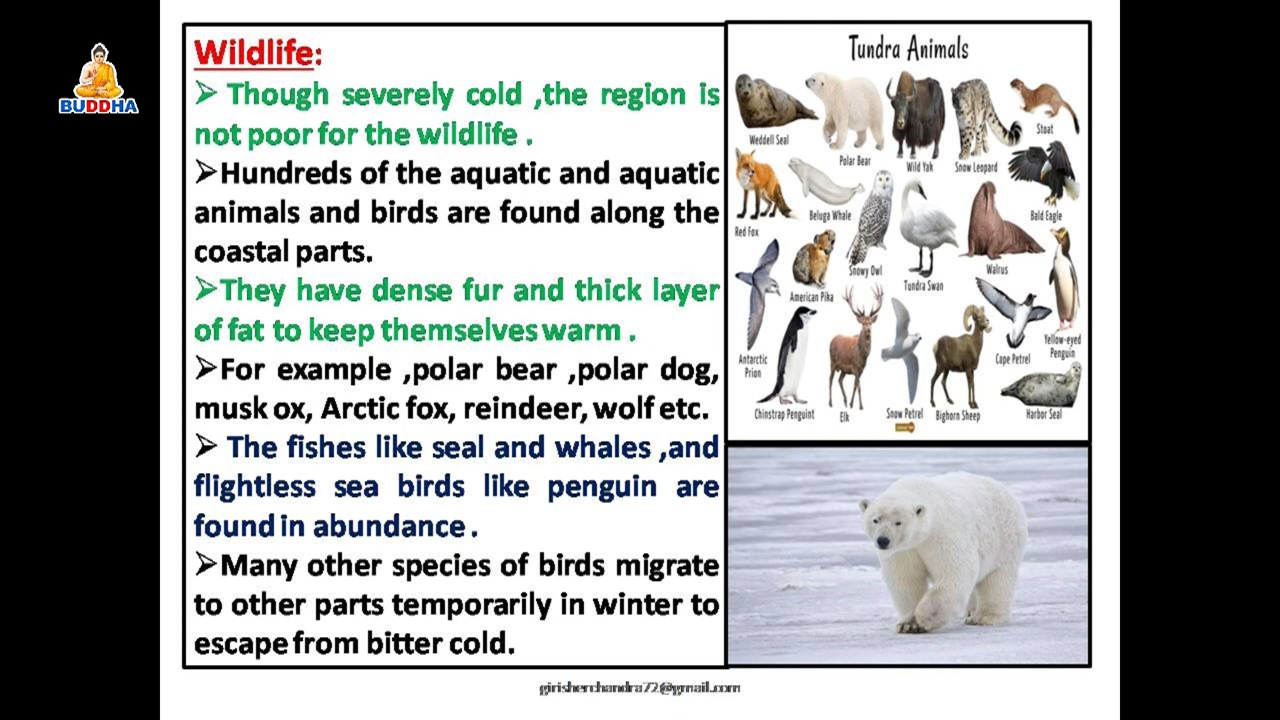 BUDDHA
Wildlife:
➢ Though severely cold ,the region is
not poor for the wildlife .
➢Hundreds of the aquatic and aquatic
animals and birds are found along the
coastal parts.
➢They have dense fur and thick layer
of fat to keep themselves warm .
➢For example ,polar bear ,polar dog,
musk ox, Arctic fox, reindeer, wolf etc.
➢ The fishes like seal and whales ,and
flightless sea birds like penguin are
found in abundance .
➢Many other species of birds migrate
to other parts temporarily in winter to
escape from bitter cold.
Tundra Animals
Weddell Seal
Polar Bear
Wild Yak
Snow Leopard
Stoat
Red Fox
Beluga Whale
Snowy Owl
Tundra Swan
Walrus
Bald Eagle
American Pika
Antarctic
Prion
Chinstrap Penguint
Elk
Snow Petrel
Bighorn Sheep
Cape Petrel
Yellow-eyed
Penguin
Harbor Seal
girisherchandra72@gmail.com